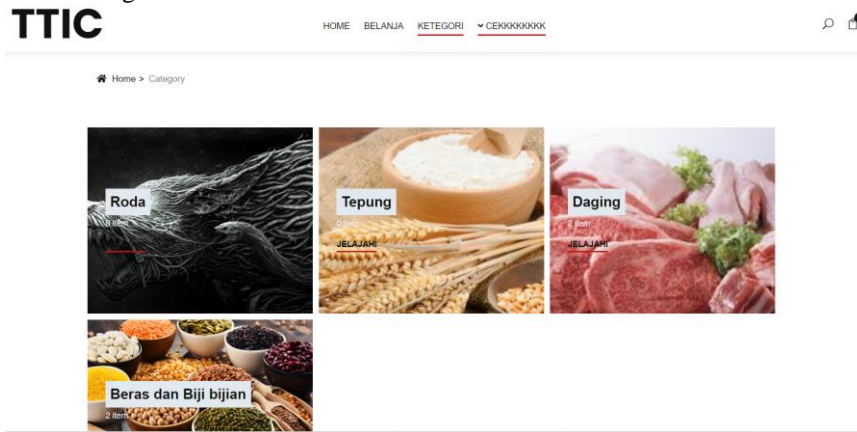 TTIC
HOME BELANJA KETEGORI CEKKKKKKKK
Home > Category
Roda
Tepung
JELAJAHI
Daging
2 item
JELAJAHI
Beras dan Biji bijian
2 item